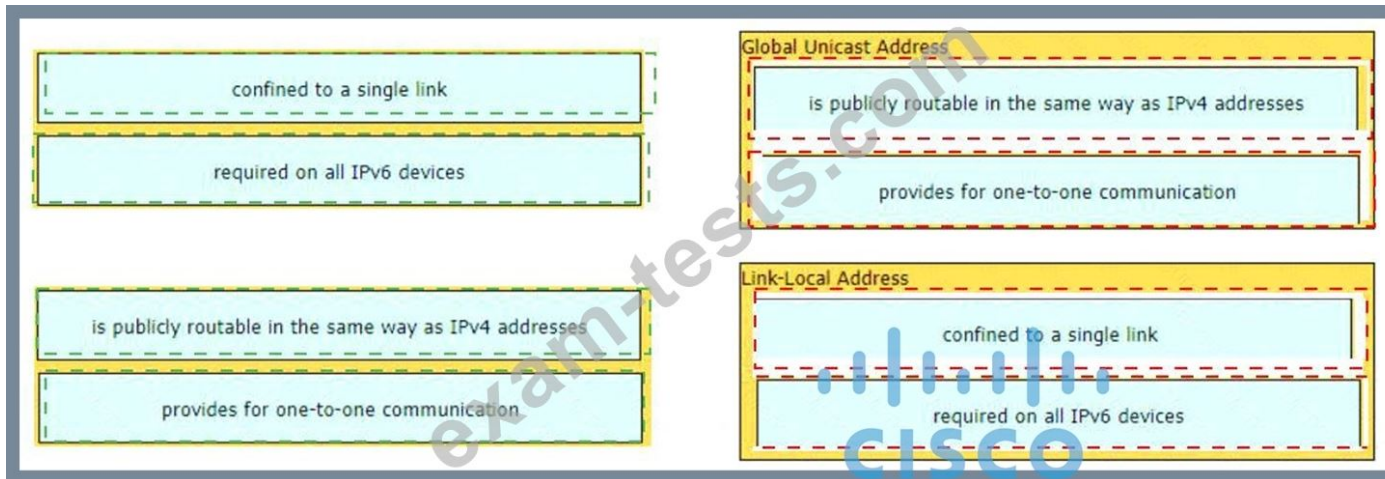 confined to a single link
required on all IPv6 devices
is publicly routable in the same way as IPv4 addresses
provides for one-to-one communication
Global Unicast Address
is publicly routable in the same way as IPv4 addresses
provides for one-to-one communication
Link-Local Address
confined to a single link
required on all IPv6 devices
exam-tests.com
CISCO